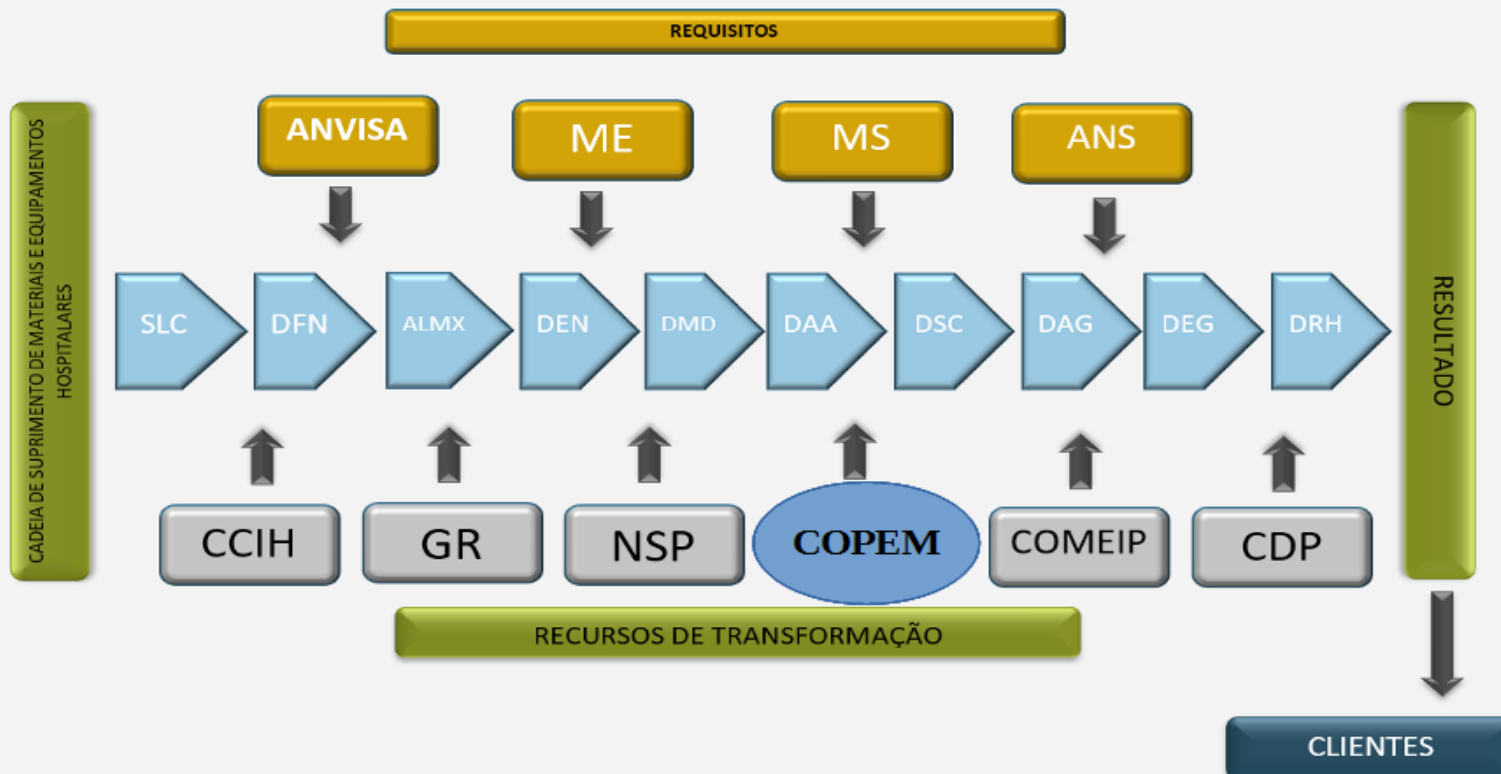 REQUISITOS
ANVISA
ME
MS
ANS
CADEIA DE SUPRIMENTO DE MATERIAIS E EQUIPAMENTOS
HOSPITALARES
SLC
DFN
ALMX
DEN
DMD
DAA
DSC
DAG
DEG
DRH
RESULTADO
CCIH
GR
NSP
COPEM
COMEIP
CDP
RECURSOS DE TRANSFORMAÇÃO
CLIENTES